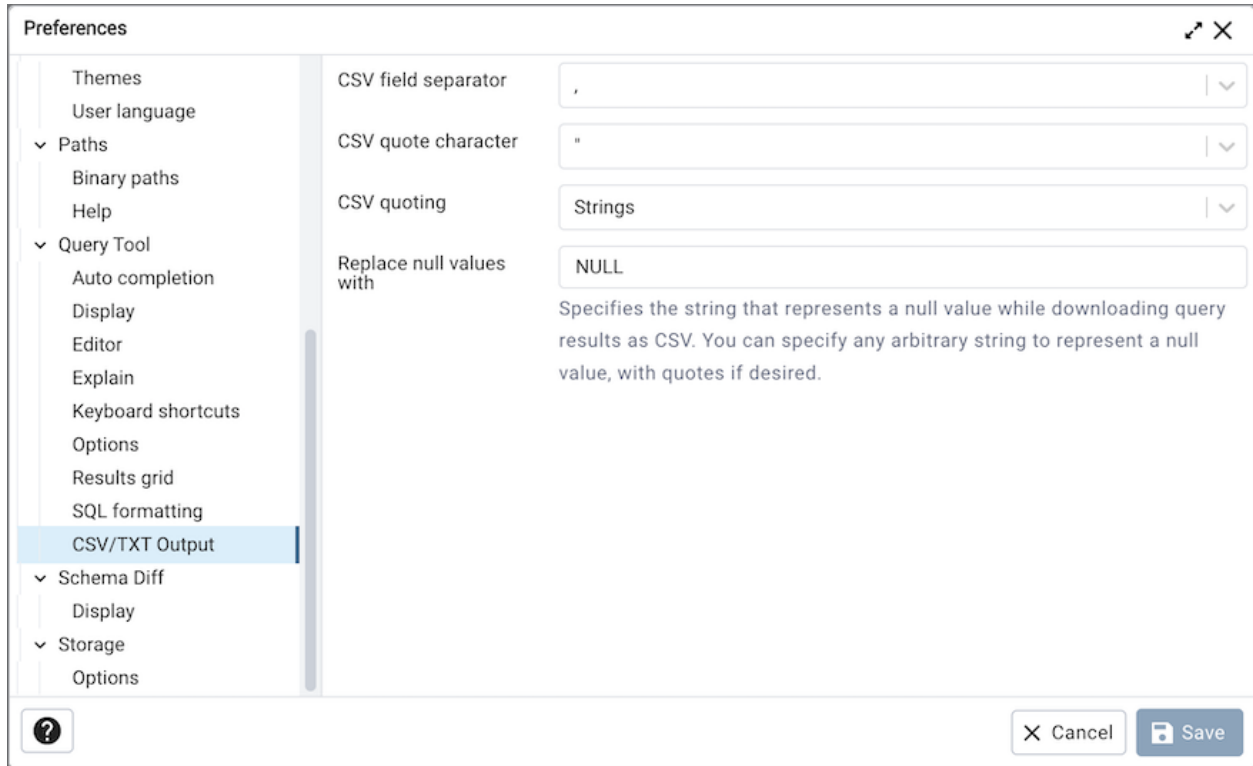 Preferences
Themes
User language
Paths
Binary paths
Help
Query Tool
Auto completion
Display
Editor
Explain
Keyboard shortcuts
Options
Results grid
SQL formatting
CSV/TXT Output
Schema Diff
Display
Storage
Options
CSV field separator
,
CSV quote character
"
CSV quoting
Strings
Replace null values
with
NULL
Specifies the string that represents a null value while downloading query
results as CSV. You can specify any arbitrary string to represent a null
value, with quotes if desired.
?
Cancel
Save